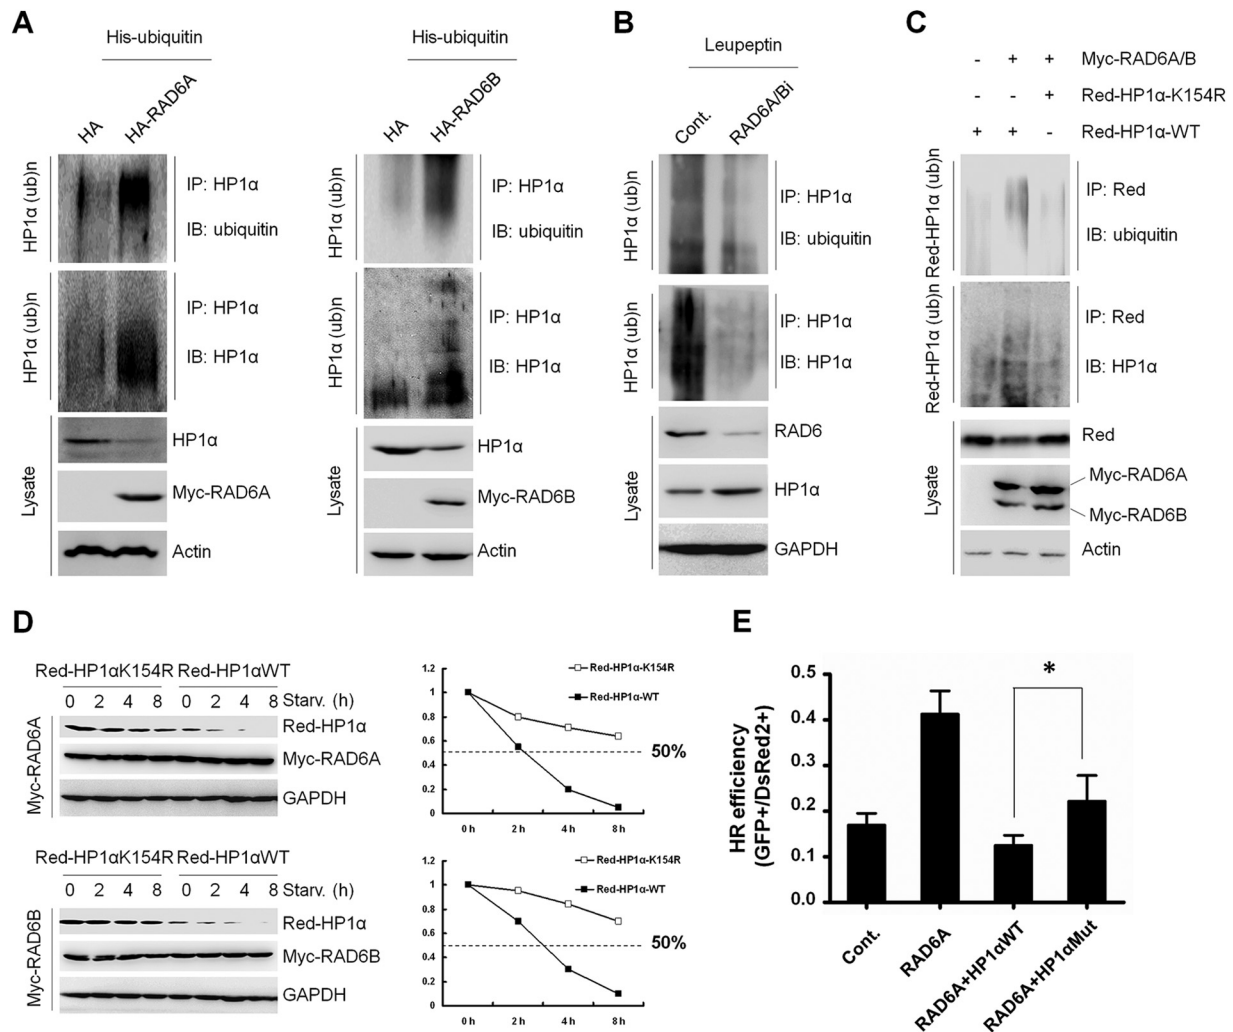 A
His-ubiquitin
HA
HA-RAD6A
HP1α (ub)n
IP: HP1α
IB: ubiquitin
HP1α (ub)n
IP: HP1α
IB: HP1α
Lysate
HP1α
Myc-RAD6A
Actin
His-ubiquitin
HA
HA-RAD6B
HP1α (ub)n
IP: HP1α
IB: ubiquitin
HP1α (ub)n
IP: HP1α
IB: HP1α
Lysate
HP1α
Myc-RAD6B
Actin
B
Leupeptin
Cont.
RAD6A/Bi
HP1α (ub)n
IP: HP1α
IB: ubiquitin
HP1α (ub)n
IP: HP1α
IB: HP1α
Lysate
RAD6
HP1α
GAPDH
C
- + + Myc-RAD6A/B
- - + Red-HP1α-K154R
+ + - Red-HP1α-WT
Red-HP1α (ub)n
IP: Red
IB: ubiquitin
Red-HP1α (ub)n
IP: Red
IB: HP1α
Lysate
Red
Myc-RAD6A
Myc-RAD6B
Actin
D
Red-HP1αK154R Red-HP1αWT
0 2 4 8 0 2 4 8 Starv. (h)
Myc-RAD6A
Red-HP1α
Myc-RAD6A
GAPDH
1.2
1
0.8
0.6
0.4
0.2
0
0 h 2 h 4 h 8 h
Red-HP1α-K154R
Red-HP1α-WT
50%
Red-HP1αK154R Red-HP1αWT
0 2 4 8 0 2 4 8 Starv. (h)
Myc-RAD6B
Red-HP1α
Myc-RAD6B
GAPDH
1.2
1
0.8
0.6
0.4
0.2
0
0 h 2 h 4 h 8 h
Red-HP1α-K154R
Red-HP1α-WT
50%
E
HR efficiency
(GFP+/DsRed2+)
0.5
0.4
0.3
0.2
0.1
0.0
*
Cont.
RAD6A
RAD6A+HP1αWT
RAD6A+HP1αMut